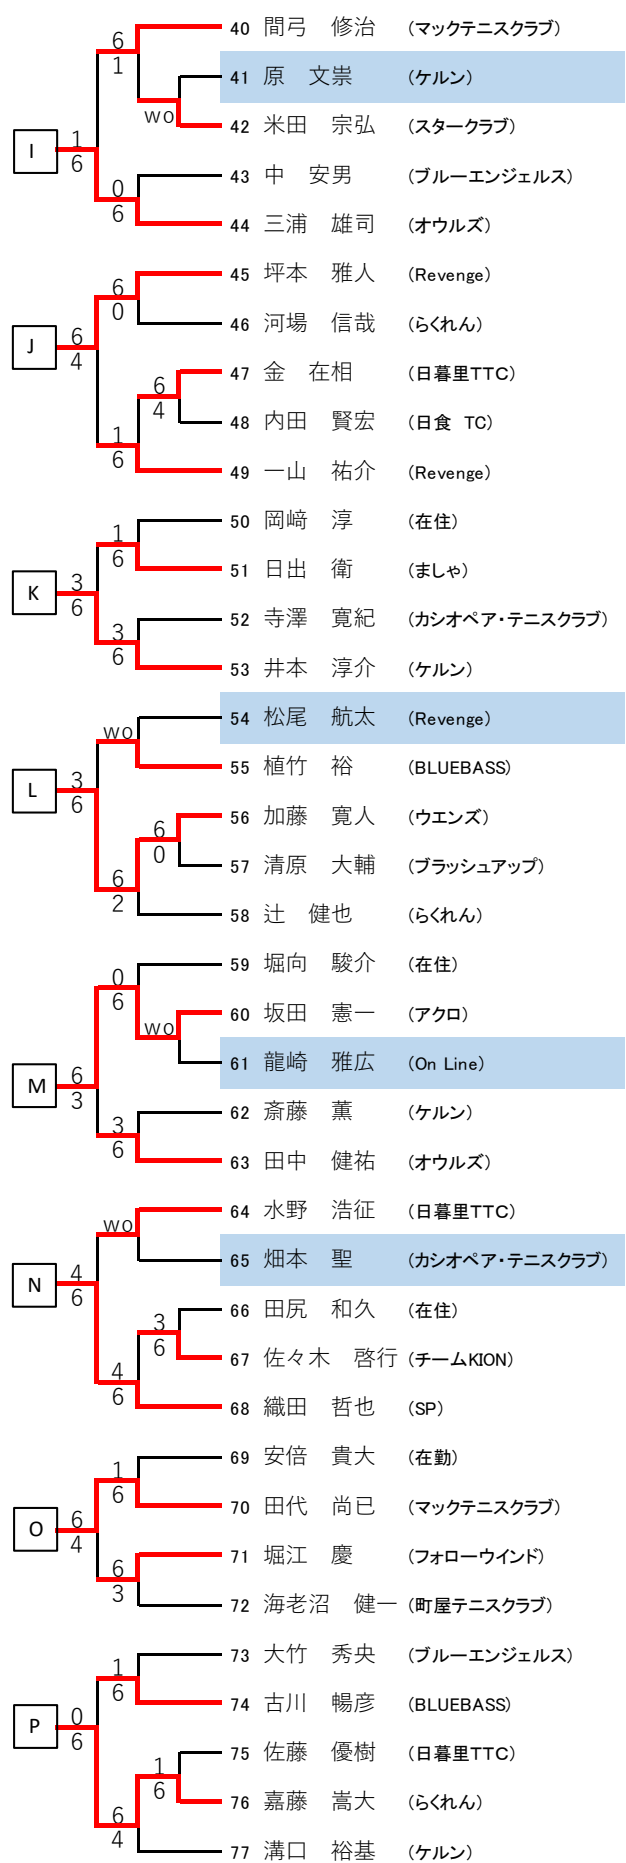 6
1
40 間弓 修治 (マックテニスクラブ)
41 原 文崇 (ケルン)
wo
42 米田 宗弘 (スタークラブ)
I
1
6
0
6
43 中 安男 (ブルーエンジェルス)
44 三浦 雄司 (オウルズ)
6
0
45 坪本 雅人 (Revenge)
46 河場 信哉 (らくれん)
J
6
4
6
4
47 金 在相 (日暮里TTC)
48 内田 賢宏 (日食 TC)
1
6
49 一山 祐介 (Revenge)
1
6
50 岡﨑 淳 (在住)
51 日出 衛 (ましゃ)
K
3
6
3
6
52 寺澤 寛紀 (カシオペア・テニスクラブ)
53 井本 淳介 (ケルン)
wo
54 松尾 航太 (Revenge)
55 植竹 裕 (BLUEBASS)
L
3
6
6
0
56 加藤 寛人 (ウエンズ)
57 清原 大輔 (ブラッシュアップ)
6
2
58 辻 健也 (らくれん)
0
6
59 堀向 駿介 (在住)
wo
60 坂田 憲一 (アクロ)
61 龍崎 雅広 (On Line)
M
6
3
3
6
62 斎藤 薫 (ケルン)
63 田中 健祐 (オウルズ)
wo
64 水野 浩征 (日暮里TTC)
65 畑本 聖 (カシオペア・テニスクラブ)
N
4
6
3
6
66 田尻 和久 (在住)
67 佐々木 啓行 (チームKION)
4
6
68 織田 哲也 (SP)
1
6
69 安倍 貴大 (在勤)
70 田代 尚已 (マックテニスクラブ)
O
6
4
6
3
71 堀江 慶 (フォローウインド)
72 海老沼 健一 (町屋テニスクラブ)
1
6
73 大竹 秀央 (ブルーエンジェルス)
74 古川 暢彦 (BLUEBASS)
P
0
6
1
6
75 佐藤 優樹 (日暮里TTC)
76 嘉藤 嵩大 (らくれん)
6
4
77 溝口 裕基 (ケルン)